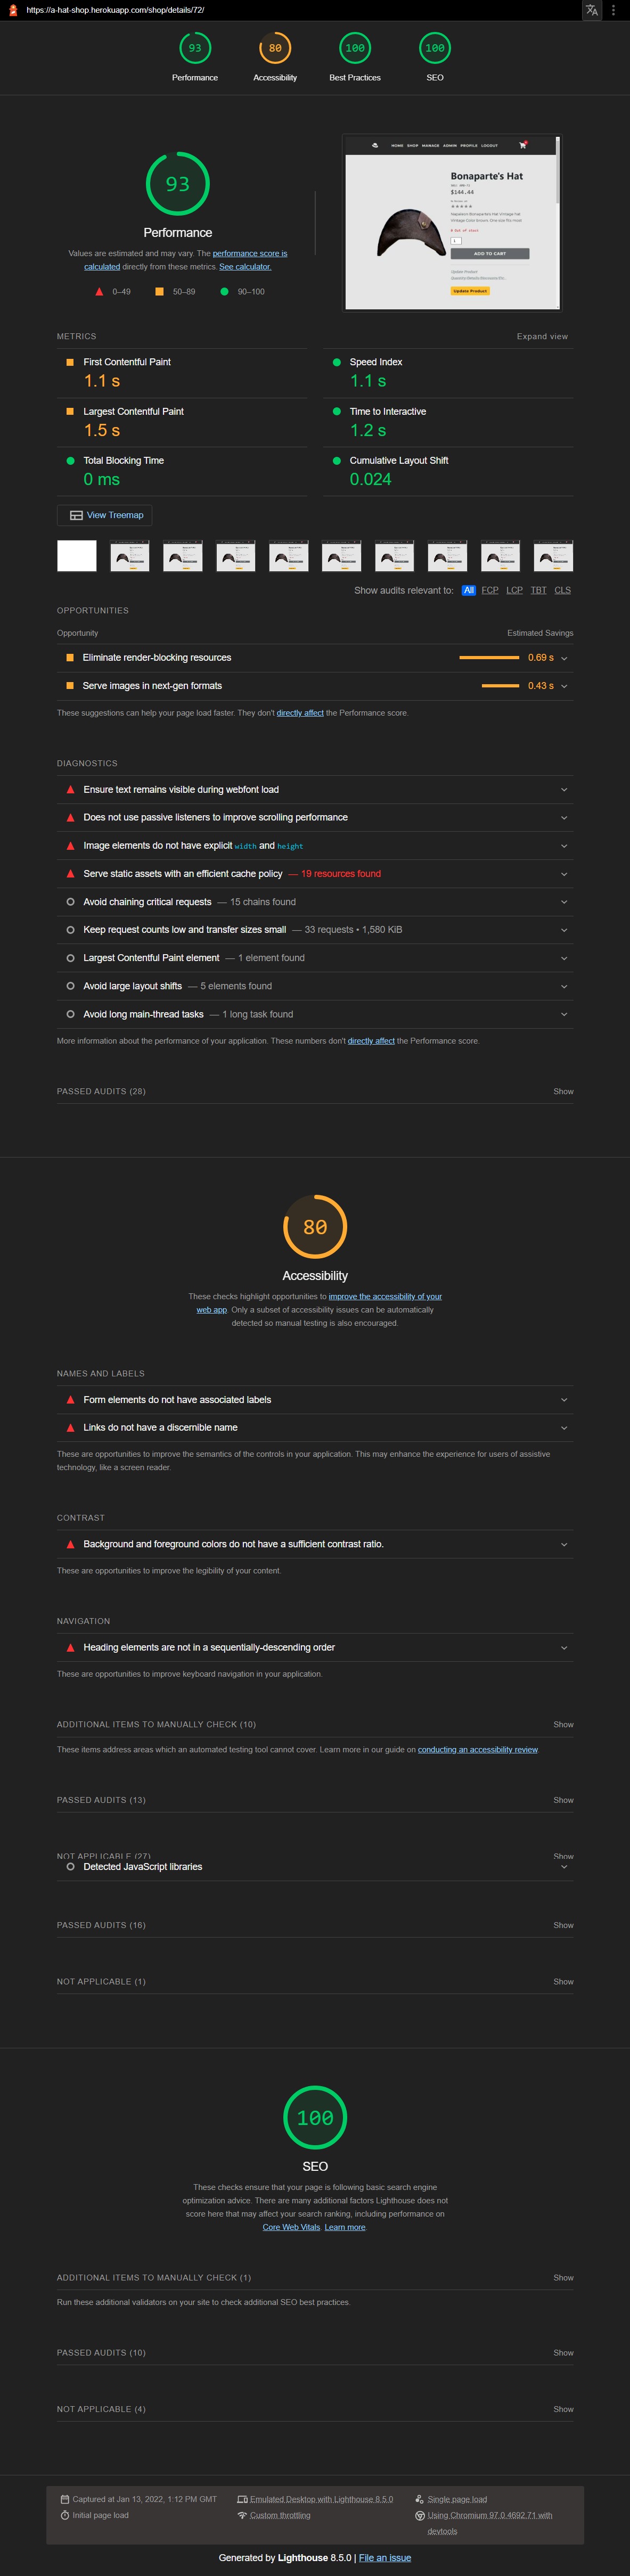 https://a-hat-shop.herokuapp.com/shop/details/72/
93
80
100
100
Performance
Accessibility
Best Practices
SEO
93
Performance
Values are estimated and may vary. The performance score is
calculated directly from these metrics. See calculator.
0–49
50–89
90–100
HOME SHOP MANAGE ADMIN PROFILE LOGOUT
Bonaparte's Hat
$144.44
Napoleon Bonaparte's Hat Vintage hat
Out of stock
1
ADD TO CART
Update Product
Update Product
METRICS
Expand view
First Contentful Paint
1.1 s
Speed Index
1.1 s
Largest Contentful Paint
1.5 s
Time to Interactive
1.2 s
Total Blocking Time
0 ms
Cumulative Layout Shift
0.024
View Treemap
Show audits relevant to: All FCP LCP TBT CLS
OPPORTUNITIES
Opportunity
Estimated Savings
Eliminate render-blocking resources
0.69 s
Serve images in next-gen formats
0.43 s
These suggestions can help your page load faster. They don't directly affect the Performance score.
DIAGNOSTICS
Ensure text remains visible during webfont load
Does not use passive listeners to improve scrolling performance
Image elements do not have explicit width and height
Serve static assets with an efficient cache policy — 19 resources found
Avoid chaining critical requests — 15 chains found
Keep request counts low and transfer sizes small — 33 requests • 1,580 KiB
Largest Contentful Paint element — 1 element found
Avoid large layout shifts — 5 elements found
Avoid long main-thread tasks — 1 long task found
More information about the performance of your application. These numbers don't directly affect the Performance score.
PASSED AUDITS (28)
Show
80
Accessibility
These checks highlight opportunities to improve the accessibility of your
web app. Only a subset of accessibility issues can be automatically
detected so manual testing is also encouraged.
NAMES AND LABELS
Form elements do not have associated labels
Links do not have a discernible name
These are opportunities to improve the semantics of the controls in your application. This may enhance the experience for users of assistive
technology, like a screen reader.
CONTRAST
Background and foreground colors do not have a sufficient contrast ratio.
These are opportunities to improve the legibility of your content.
NAVIGATION
Heading elements are not in a sequentially-descending order
These are opportunities to improve keyboard navigation in your application.
ADDITIONAL ITEMS TO MANUALLY CHECK (10)
Show
These items address areas which an automated testing tool cannot cover. Learn more in our guide on conducting an accessibility review.
PASSED AUDITS (13)
Show
NOT APPLICABLE (27)
Show
Detected JavaScript libraries
PASSED AUDITS (16)
Show
NOT APPLICABLE (1)
Show
100
SEO
These checks ensure that your page is following basic search engine
optimization advice. There are many additional factors Lighthouse does not
score here that may affect your search ranking, including performance on
Core Web Vitals. Learn more.
ADDITIONAL ITEMS TO MANUALLY CHECK (1)
Show
Run these additional validators on your site to check additional SEO best practices.
PASSED AUDITS (10)
Show
NOT APPLICABLE (4)
Show
Captured at Jan 13, 2022, 1:12 PM GMT
Emulated Desktop with Lighthouse 8.5.0
Single page load
Initial page load
Custom throttling
Using Chromium 97.0.4692.71 with
devtools
Generated by Lighthouse 8.5.0 | File an issue